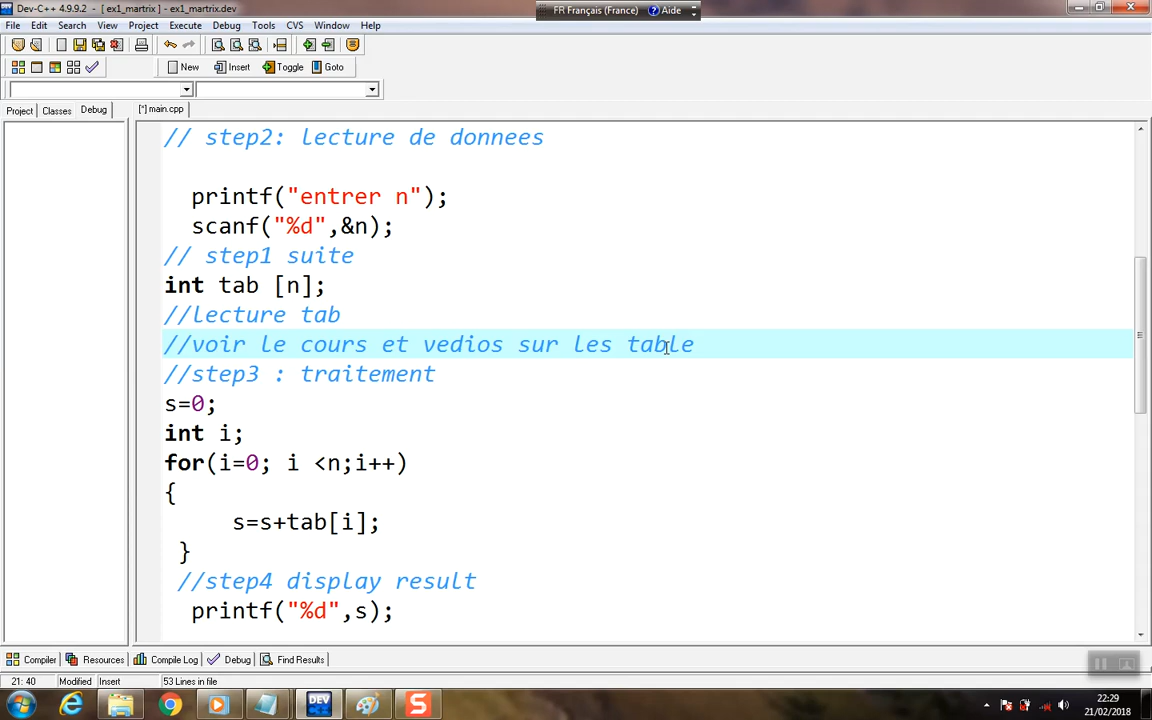 Dev-C++ 4.9.9.2 - [ ex1_martrix ] - ex1_martrix.dev
FR Français (France) Aide
File Edit Search View Project Execute Debug Tools CVS Window Help
New Insert Toggle Goto
Project Classes Debug
[*] main.cpp
// step2: lecture de donnees
printf("entrer n");
scanf("%d",&n);
// step1 suite
int tab [n];
//lecture tab
//voir le cours et vedios sur les table
//step3 : traitement
s=0;
int i;
for(i=0; i <n;i++)
{
s=s+tab[i];
}
//step4 display result
printf("%d",s);
Compiler Resources Compile Log Debug Find Results
21: 40 Modified Insert 53 Lines in file
DEV
S
22:29
21/02/2018